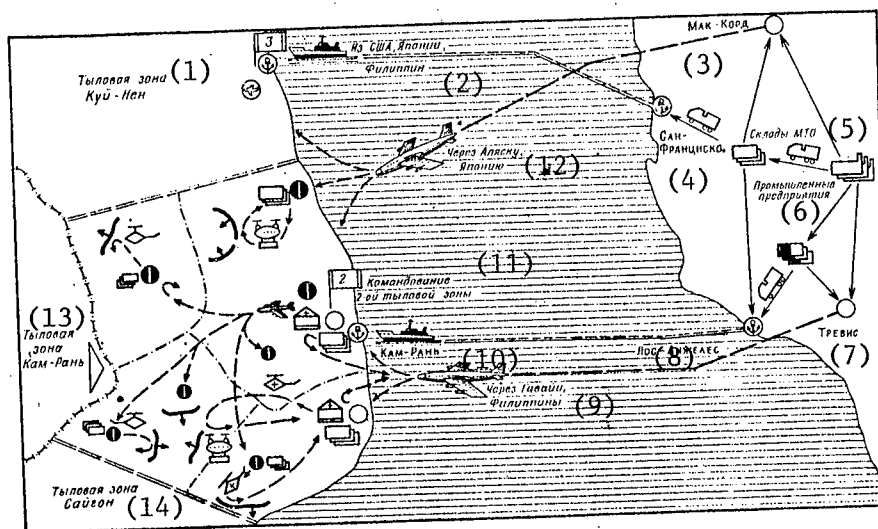 3
Из США, Японии,
Филиппин
Мак-Корд
(3)
Тыловая зона
Куй-Нен
(1)
(2)
Сан-
Франциско
(4)
Склады МТО
(5)
Через Аляску,
Японию
(12)
Промышленные
предприятия
(6)
2
Командование
2-ой тыловой зоны
(11)
(13)
Тыловая
зона
Кам-Рань
Кам-Рань
(10)
Лос-Анжелес
(8)
Тревис
(7)
Через Гавайи,
Филиппины
(9)
Тыловая зона
Сайгон
(14)